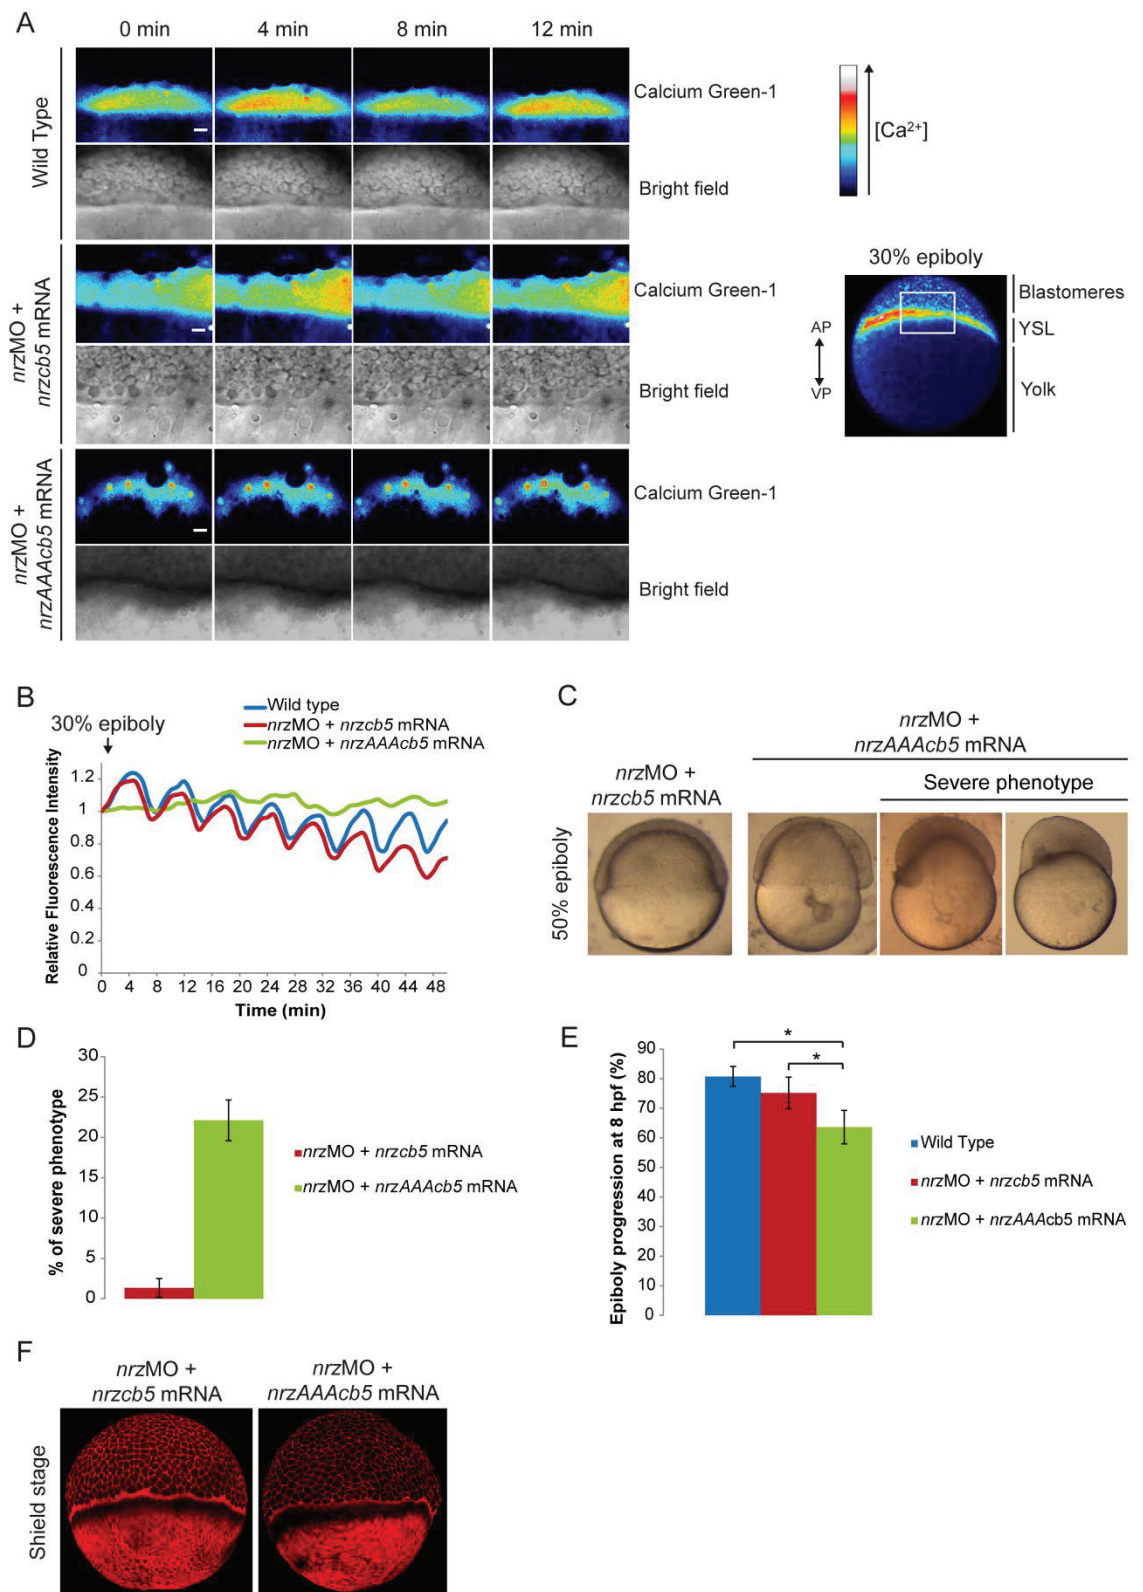 A
0 min 4 min 8 min 12 min
Wild Type
Calcium Green-1
Bright field
nrzMO +
nrzcb5 mRNA
Calcium Green-1
Bright field
nrzMO +
nrzAAAcb5 mRNA
Calcium Green-1
Bright field
[Ca²⁺]
30% epiboly
Blastomeres
AP
YSL
VP
Yolk
B
Wild type
nrzMO + nrzcb5 mRNA
nrzMO + nrzAAAcb5 mRNA
30% epiboly
Relative Fluorescence Intensity
1.2
1
0.8
0.6
0.4
0.2
0
0 4 8 12 16 20 24 28 32 36 40 44 48
Time (min)
C
nrzMO +
nrzcb5 mRNA
nrzMO +
nrzAAAcb5 mRNA
Severe phenotype
50% epiboly
D
% of severe phenotype
30
25
20
15
10
5
0
nrzMO + nrzcb5 mRNA
nrzMO + nrzAAAcb5 mRNA
E
Epiboly progression at 8 hpf (%)
90
80
70
60
50
60
80
70
10
0
*
*
Wild Type
nrzMO + nrzcb5 mRNA
nrzMO + nrzAAAcb5 mRNA
F
nrzMO +
nrzcb5 mRNA
nrzMO +
nrzAAAcb5 mRNA
Shield stage